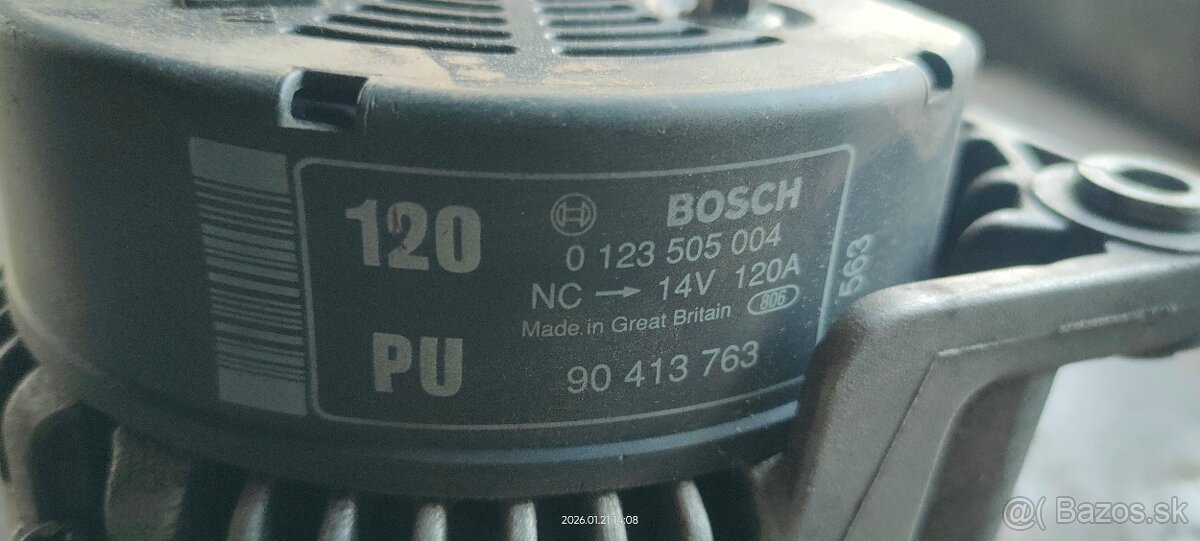 120
BOSCH
0 123 505 004
NC → 14V 120A
Made in Great Britain 806
PU
90 413 763
563
2026.01.21 14:08
@( Bazos.sk